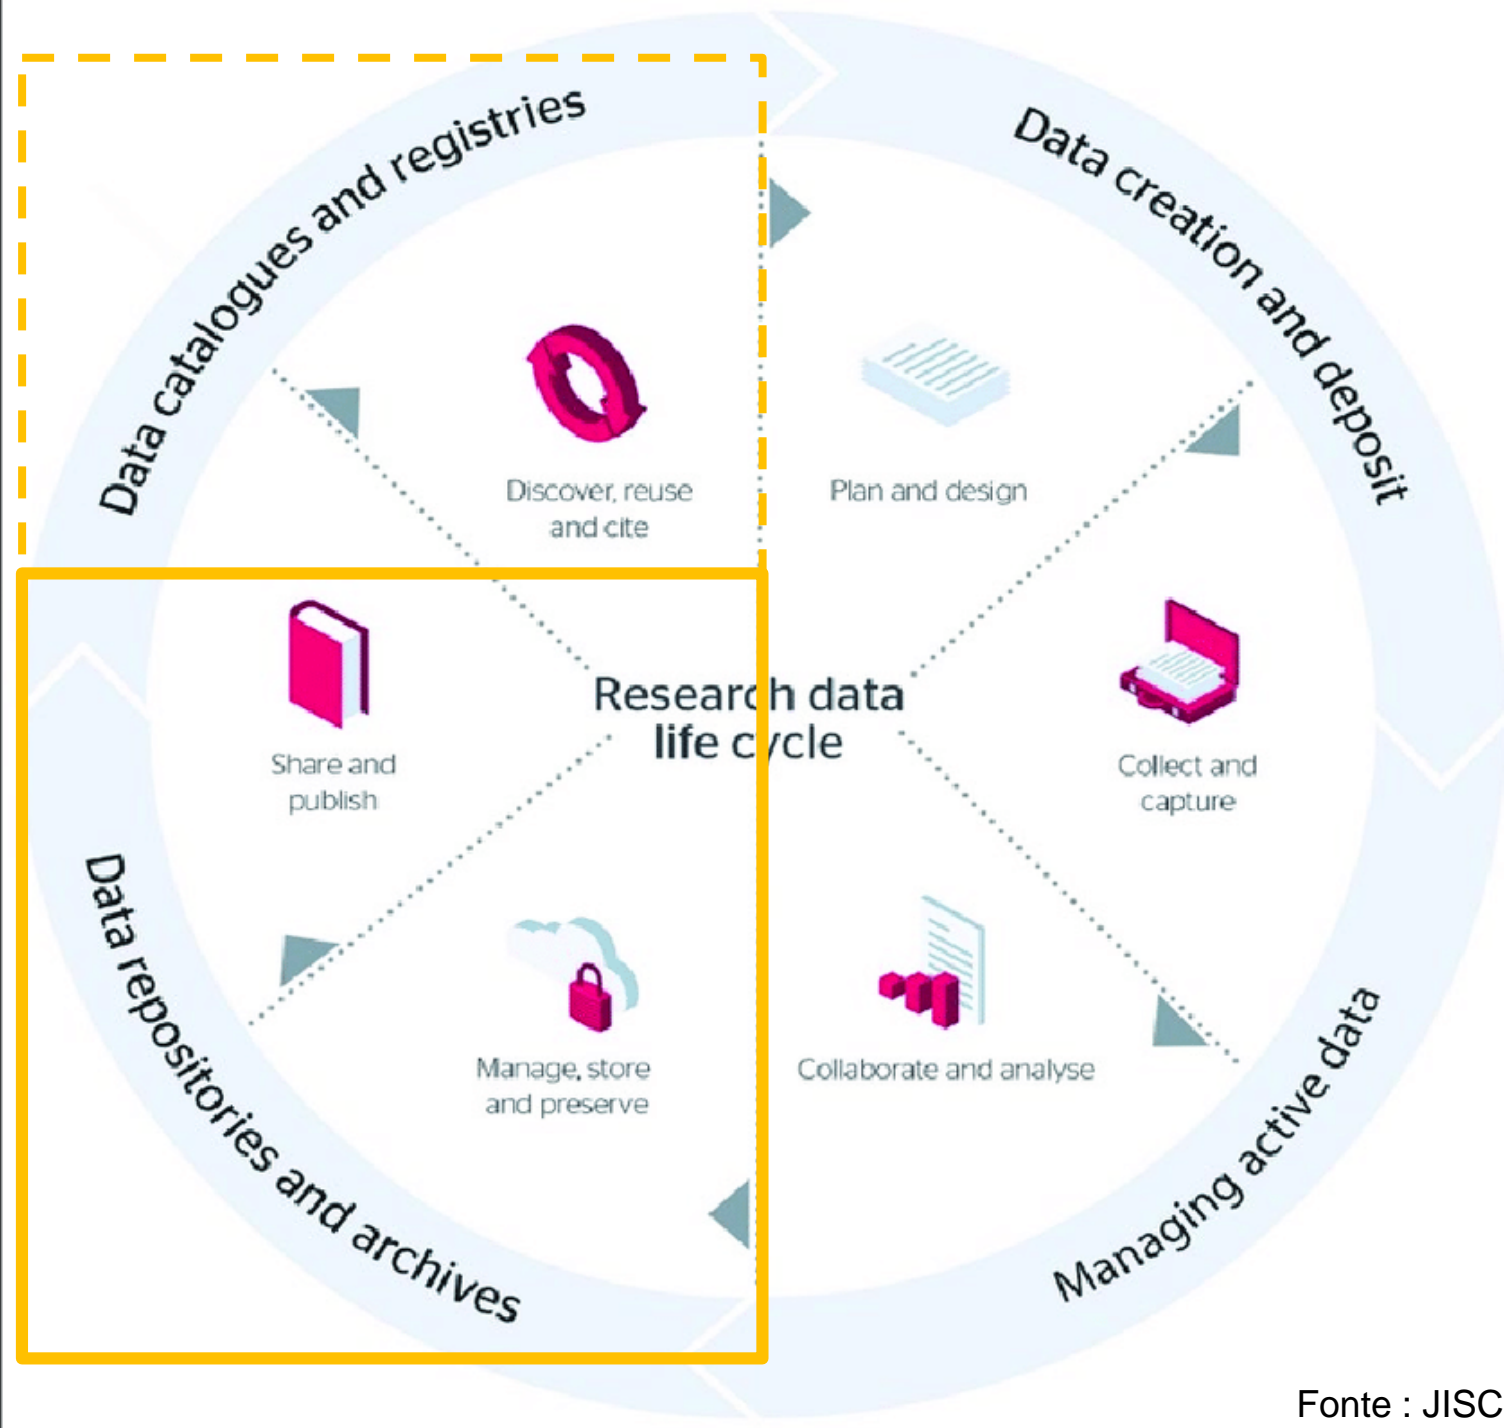 Data catalogues and registries
Data creation and deposit
Discover, reuse
and cite
Plan and design
Research data
life cycle
Share and
publish
Collect and
capture
Manage, store
and preserve
Collaborate and analyse
Data repositories and archives
Managing active data
Fonte : JISC